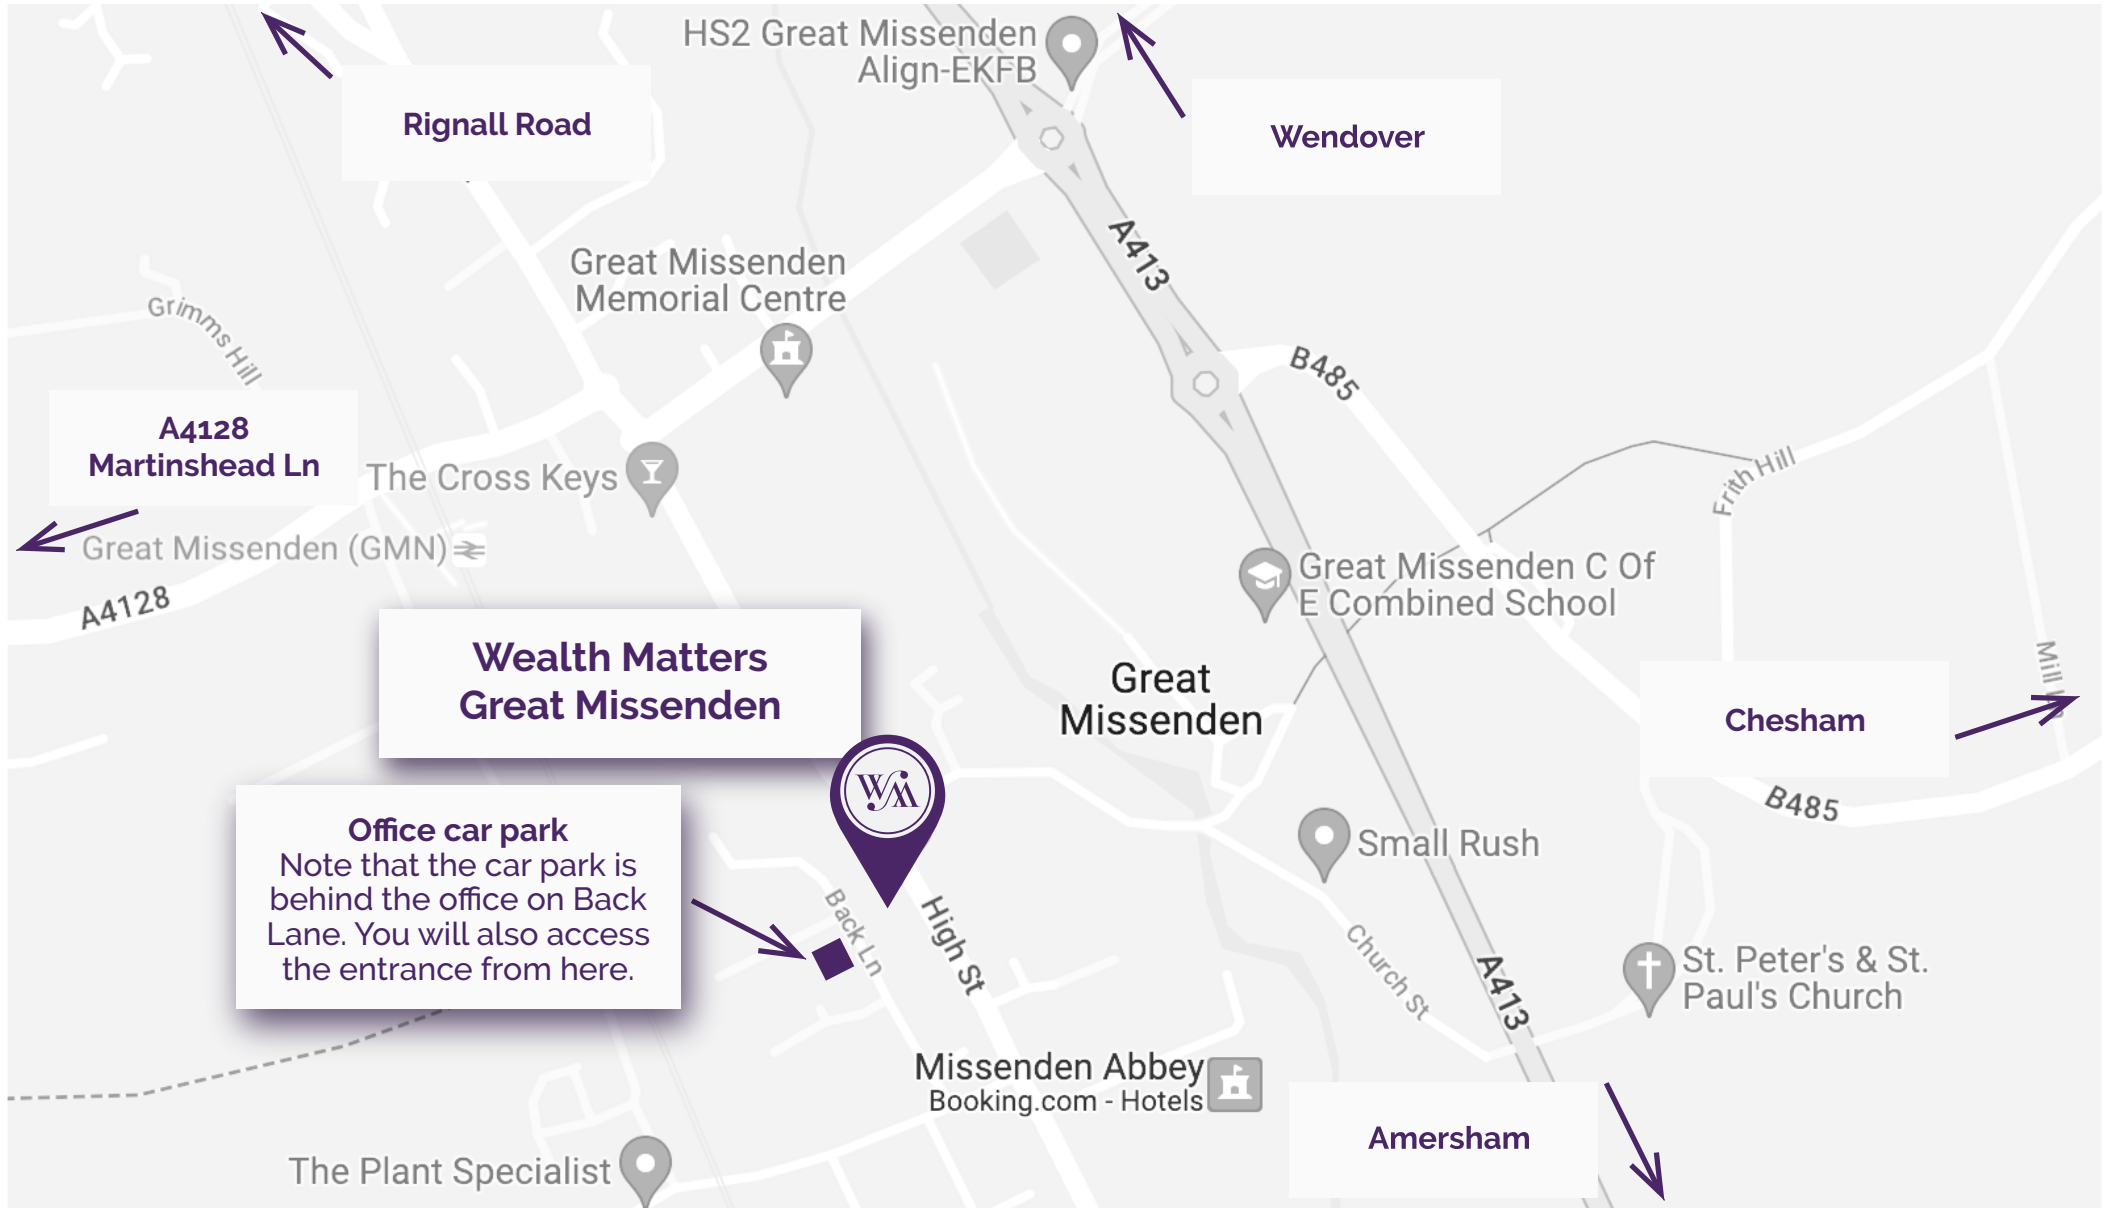 HS2 Great Missenden
Align-EKFB
Rignall Road
Wendover
A413
Great Missenden
Memorial Centre
Grimms Hill
B485
A4128
Martinshead Ln
The Cross Keys
Frith Hill
Great Missenden (GMN)
A4128
Great Missenden C Of
E Combined School
Wealth Matters
Great Missenden
Great
Missenden
Mill Ln
Chesham
WM
B485
Office car park
Note that the car park is
behind the office on Back
Lane. You will also access
the entrance from here.
Small Rush
Back Ln
High St
Church St
A413
St. Peter's & St.
Paul's Church
Missenden Abbey
Booking.com - Hotels
Amersham
The Plant Specialist